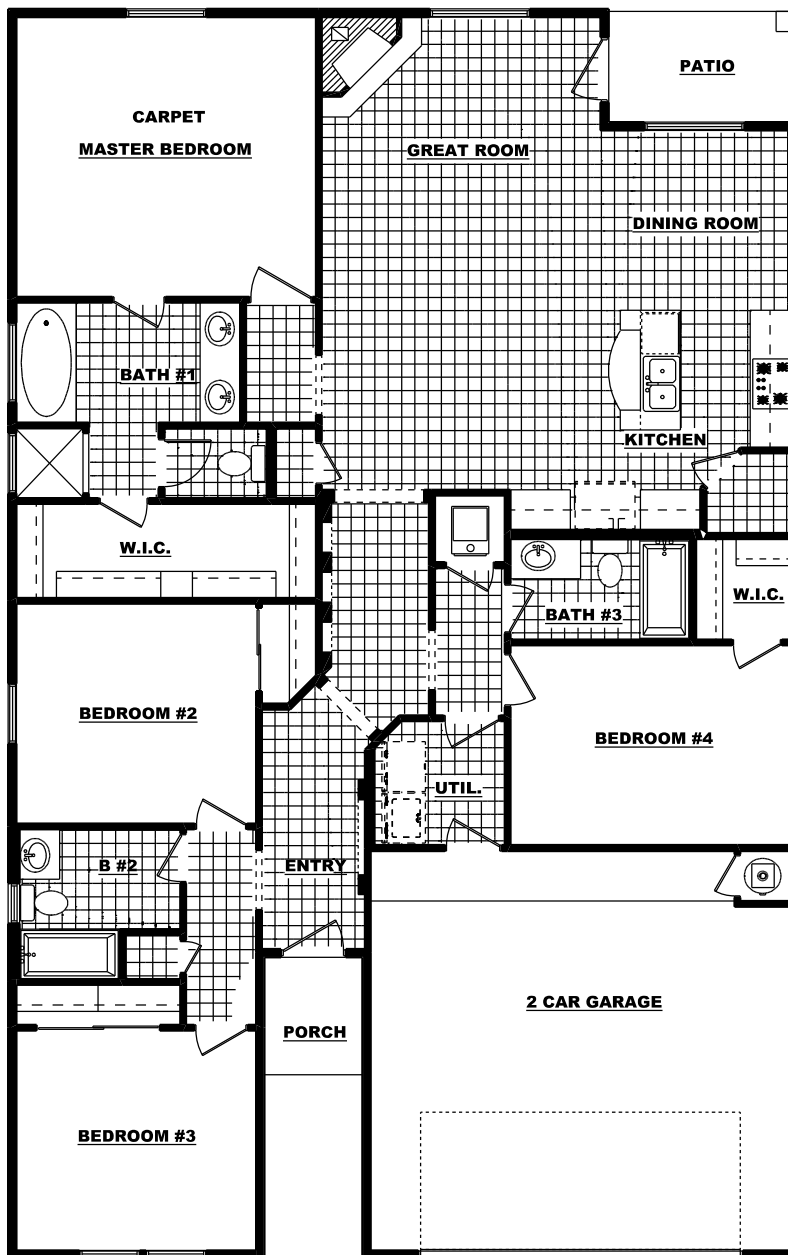 PATIO
CARPET
MASTER BEDROOM
GREAT ROOM
DINING ROOM
BATH #1
KITCHEN
W.I.C.
W.I.C.
BATH #3
BEDROOM #2
BEDROOM #4
UTIL.
B #2
ENTRY
2 CAR GARAGE
PORCH
BEDROOM #3